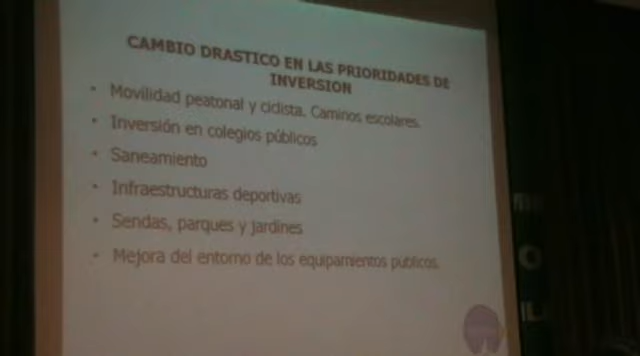 CAMBIO DRASTICO EN LAS PRIORIDADES DE
INVERSION
• Movilidad peatonal y ciclista. Caminos escolares.
• Inversión en colegios públicos
• Saneamiento
• Infraestructuras deportivas
• Sendas, parques y jardines
• Mejora del entorno de los equipamientos publicos.